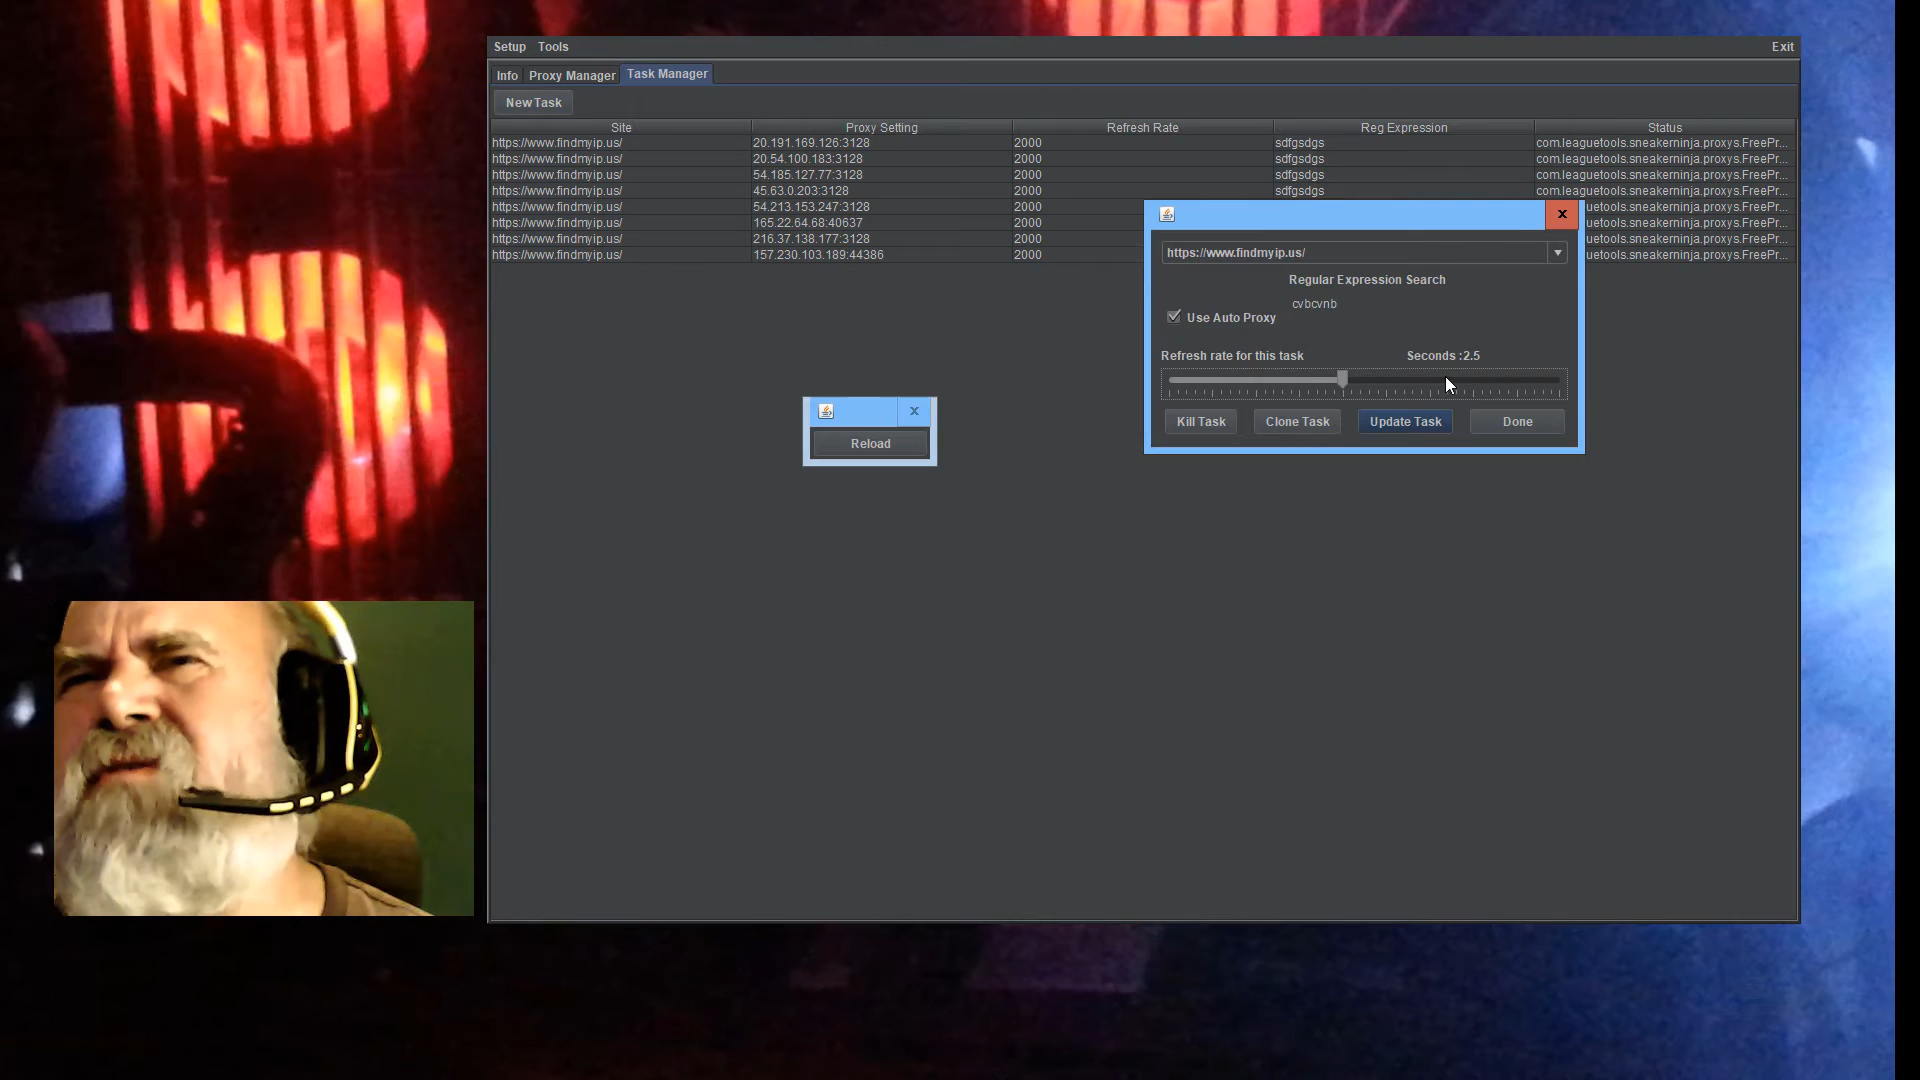 Setup Tools Exit
Info Proxy Manager Task Manager
New Task
Site Proxy Setting Refresh Rate Reg Expression Status
https://www.findmyip.us/ 20.191.169.126:3128 2000 sdfgsdgs com.leaguetools.sneakerninja.proxys.FreePr...
https://www.findmyip.us/ 20.54.100.183:3128 2000 sdfgsdgs com.leaguetools.sneakerninja.proxys.FreePr...
https://www.findmyip.us/ 54.185.127.77:3128 2000 sdfgsdgs com.leaguetools.sneakerninja.proxys.FreePr...
https://www.findmyip.us/ 45.63.0.203:3128 2000 sdfgsdgs com.leaguetools.sneakerninja.proxys.FreePr...
https://www.findmyip.us/ 54.213.153.247:3128 2000 uetools.sneakerninja.proxys.FreePr...
https://www.findmyip.us/ 165.22.64.68:40637 2000 uetools.sneakerninja.proxys.FreePr...
https://www.findmyip.us/ 216.37.138.177:3128 2000 uetools.sneakerninja.proxys.FreePr...
https://www.findmyip.us/ 157.230.103.189:44386 2000 uetools.sneakerninja.proxys.FreePr...
x
https://www.findmyip.us/
Regular Expression Search
cvbcvnb
Use Auto Proxy
Refresh rate for this task Seconds :2.5
Kill Task Clone Task Update Task Done
x
Reload